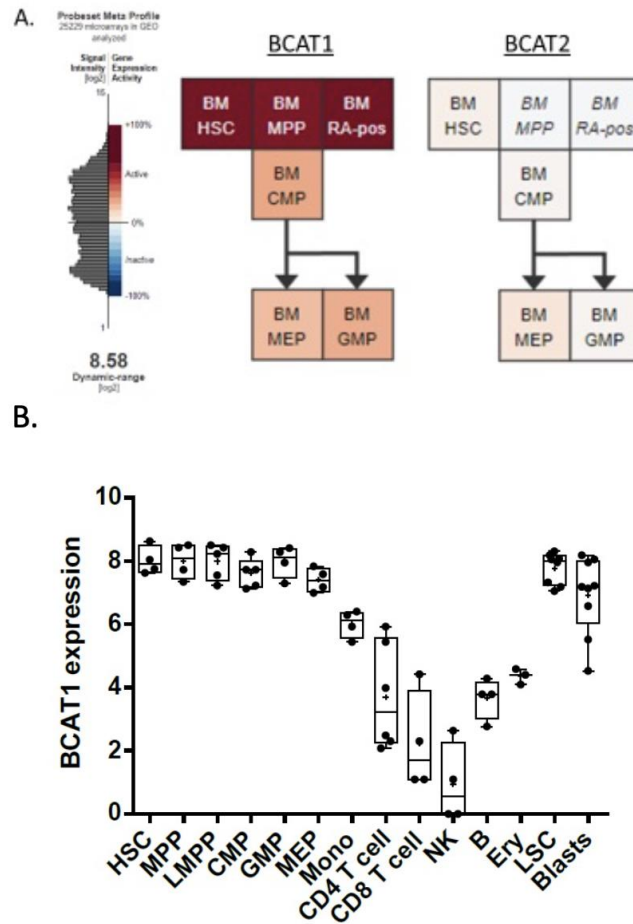 A.
Probeset Meta Profile
25229 microarrays in GEO
analyzed
Signal Intensity [log2]
Gene Expression Activity
15
+100%
Active
0%
Inactive
-100%
1
8.58
Dynamic-range
[log2]
BCAT1
BM HSC
BM MPP
BM RA-pos
BM CMP
BM MEP
BM GMP
BCAT2
BM HSC
BM MPP
BM RA-pos
BM CMP
BM MEP
BM GMP
B.
BCAT1 expression
10
8
6
4
2
0
HSC
MPP
LMPP
CMP
GMP
MEP
Mono
CD4 T cell
CD8 T cell
NK
B
Ery
LSC
Blasts